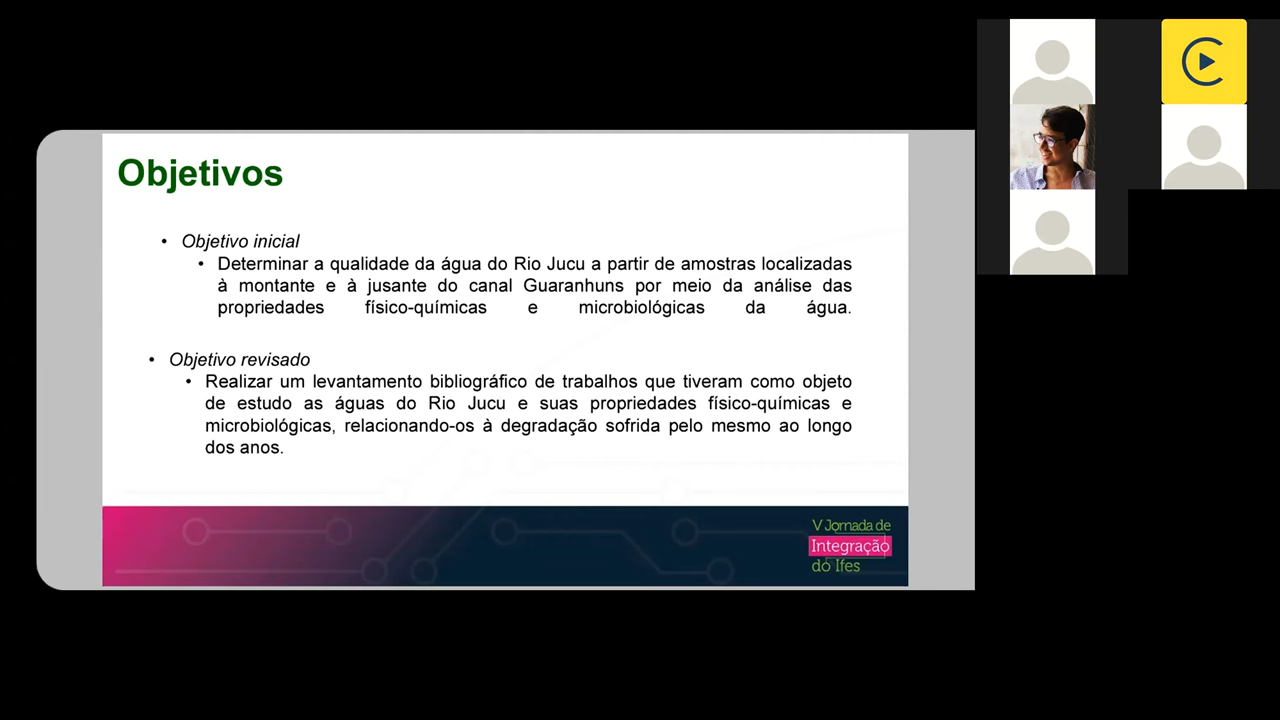 Objetivos
• Objetivo inicial
• Determinar a qualidade da água do Rio Jucu a partir de amostras localizadas
à montante e à jusante do canal Guaranhuns por meio da análise das
propriedades físico-químicas e microbiológicas da água.
• Objetivo revisado
• Realizar um levantamento bibliográfico de trabalhos que tiveram como objeto
de estudo as águas do Rio Jucu e suas propriedades físico-químicas e
microbiológicas, relacionando-os à degradação sofrida pelo mesmo ao longo
dos anos.
V Jornada de
Integração
do Ifes